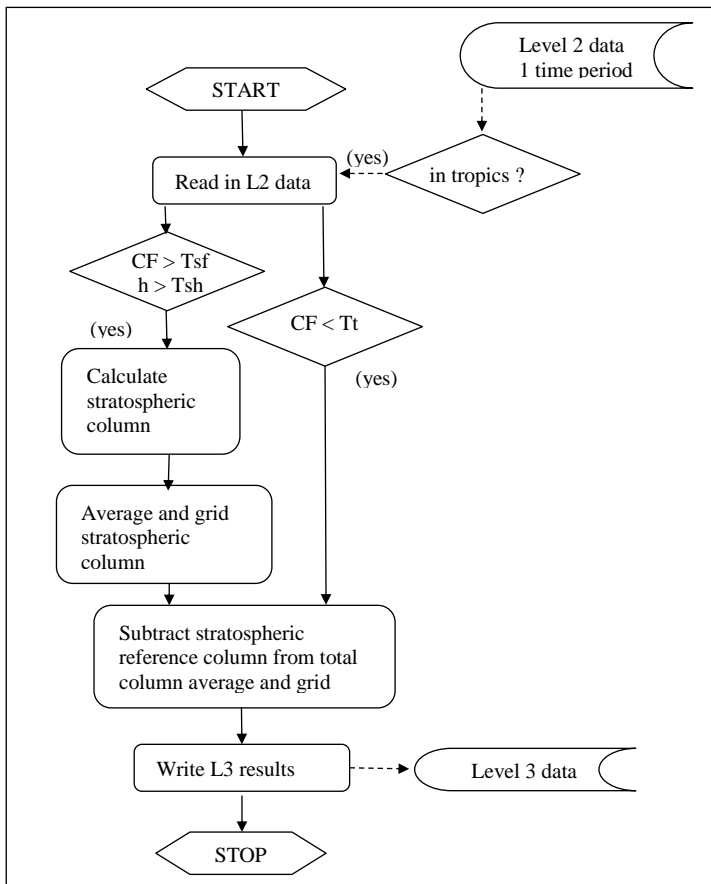 Level 2 data
1 time period
START
(yes)
in tropics ?
Read in L2 data
CF > Tsf
h > Tsh
CF < Tt
(yes)
(yes)
Calculate
stratospheric
column
Average and grid
stratospheric
column
Subtract stratospheric
reference column from total
column average and grid
Write L3 results
Level 3 data
STOP